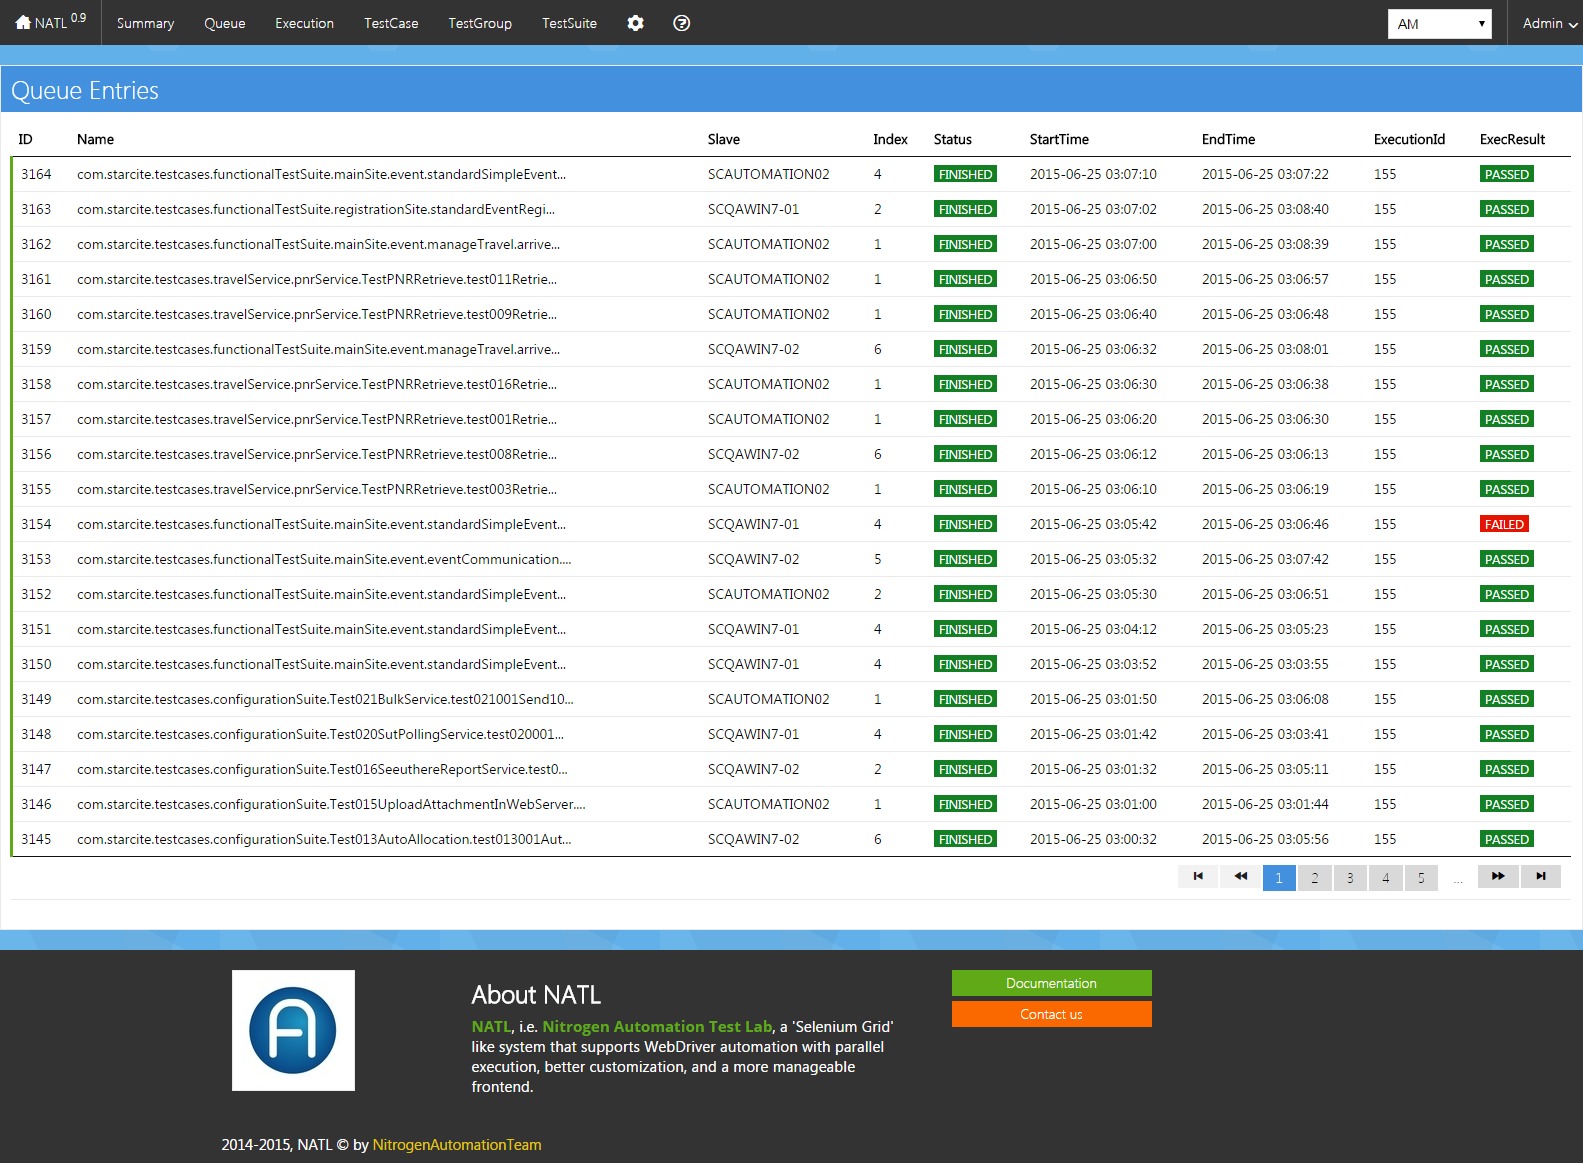 NATL 0.9 Summary Queue Execution TestCase TestGroup TestSuite AM Admin
Queue Entries
ID Name Slave Index Status StartTime EndTime ExecutionId ExecResult
3164 com.starcite.testcases.functionalTestSuite.mainSite.event.standardSimpleEvent... SCAUTOMATION02 4 FINISHED 2015-06-25 03:07:10 2015-06-25 03:07:22 155 PASSED
3163 com.starcite.testcases.functionalTestSuite.registrationSite.standardEventRegi... SCQAWIN7-01 2 FINISHED 2015-06-25 03:07:02 2015-06-25 03:08:40 155 PASSED
3162 com.starcite.testcases.functionalTestSuite.mainSite.event.manageTravel.arrive... SCAUTOMATION02 1 FINISHED 2015-06-25 03:07:00 2015-06-25 03:08:39 155 PASSED
3161 com.starcite.testcases.travelService.pnrService.TestPNRRetrieve.test011Retrie... SCAUTOMATION02 1 FINISHED 2015-06-25 03:06:50 2015-06-25 03:06:57 155 PASSED
3160 com.starcite.testcases.travelService.pnrService.TestPNRRetrieve.test009Retrie... SCAUTOMATION02 1 FINISHED 2015-06-25 03:06:40 2015-06-25 03:06:48 155 PASSED
3159 com.starcite.testcases.functionalTestSuite.mainSite.event.manageTravel.arrive... SCQAWIN7-02 6 FINISHED 2015-06-25 03:06:32 2015-06-25 03:08:01 155 PASSED
3158 com.starcite.testcases.travelService.pnrService.TestPNRRetrieve.test016Retrie... SCAUTOMATION02 1 FINISHED 2015-06-25 03:06:30 2015-06-25 03:06:38 155 PASSED
3157 com.starcite.testcases.travelService.pnrService.TestPNRRetrieve.test001Retrie... SCAUTOMATION02 1 FINISHED 2015-06-25 03:06:20 2015-06-25 03:06:30 155 PASSED
3156 com.starcite.testcases.travelService.pnrService.TestPNRRetrieve.test008Retrie... SCQAWIN7-02 6 FINISHED 2015-06-25 03:06:12 2015-06-25 03:06:13 155 PASSED
3155 com.starcite.testcases.travelService.pnrService.TestPNRRetrieve.test003Retrie... SCAUTOMATION02 1 FINISHED 2015-06-25 03:06:10 2015-06-25 03:06:19 155 PASSED
3154 com.starcite.testcases.functionalTestSuite.mainSite.event.standardSimpleEvent... SCQAWIN7-01 4 FINISHED 2015-06-25 03:05:42 2015-06-25 03:06:46 155 FAILED
3153 com.starcite.testcases.functionalTestSuite.mainSite.event.eventCommunication.... SCQAWIN7-02 5 FINISHED 2015-06-25 03:05:32 2015-06-25 03:07:42 155 PASSED
3152 com.starcite.testcases.functionalTestSuite.mainSite.event.standardSimpleEvent... SCAUTOMATION02 2 FINISHED 2015-06-25 03:05:30 2015-06-25 03:06:51 155 PASSED
3151 com.starcite.testcases.functionalTestSuite.mainSite.event.standardSimpleEvent... SCQAWIN7-01 4 FINISHED 2015-06-25 03:04:12 2015-06-25 03:05:23 155 PASSED
3150 com.starcite.testcases.functionalTestSuite.mainSite.event.standardSimpleEvent... SCQAWIN7-01 4 FINISHED 2015-06-25 03:03:52 2015-06-25 03:03:55 155 PASSED
3149 com.starcite.testcases.configurationSuite.Test021BulkService.test021001Send10... SCAUTOMATION02 1 FINISHED 2015-06-25 03:01:50 2015-06-25 03:06:08 155 PASSED
3148 com.starcite.testcases.configurationSuite.Test020SutPollingService.test020001... SCQAWIN7-01 4 FINISHED 2015-06-25 03:01:42 2015-06-25 03:03:41 155 PASSED
3147 com.starcite.testcases.configurationSuite.Test016SeeuthereReportService.test0... SCQAWIN7-02 2 FINISHED 2015-06-25 03:01:32 2015-06-25 03:05:11 155 PASSED
3146 com.starcite.testcases.configurationSuite.Test015UploadAttachmentInWebServer.... SCAUTOMATION02 1 FINISHED 2015-06-25 03:01:00 2015-06-25 03:01:44 155 PASSED
3145 com.starcite.testcases.configurationSuite.Test013AutoAllocation.test013001Aut... SCQAWIN7-02 6 FINISHED 2015-06-25 03:00:32 2015-06-25 03:05:56 155 PASSED
1 2 3 4 5 ...
About NATL
NATL, i.e. Nitrogen Automation Test Lab, a 'Selenium Grid'
like system that supports WebDriver automation with parallel
execution, better customization, and a more manageable
frontend.
Documentation
Contact us
2014-2015, NATL © by NitrogenAutomationTeam